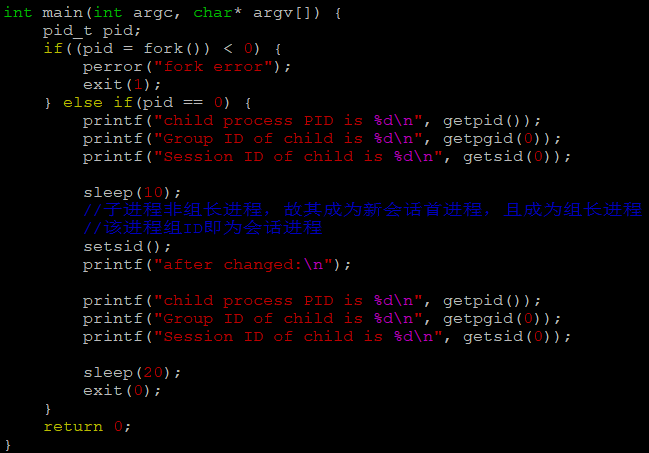 int main(int argc, char* argv[]) {
    pid_t pid;
    if((pid = fork()) < 0) {
        perror("fork error");
        exit(1);
    } else if(pid == 0) {
        printf("child process PID is %d\n", getpid());
        printf("Group ID of child is %d\n", getpgid(0));
        printf("Session ID of child is %d\n", getsid(0));

        sleep(10);
        //子进程非组长进程，故其成为新会话首进程，且成为组长进程
        //该进程组ID即为会话进程
        setsid();
        printf("after changed:\n");

        printf("child process PID is %d\n", getpid());
        printf("Group ID of child is %d\n", getpgid(0));
        printf("Session ID of child is %d\n", getsid(0));

        sleep(20);
        exit(0);
    }
    return 0;
}